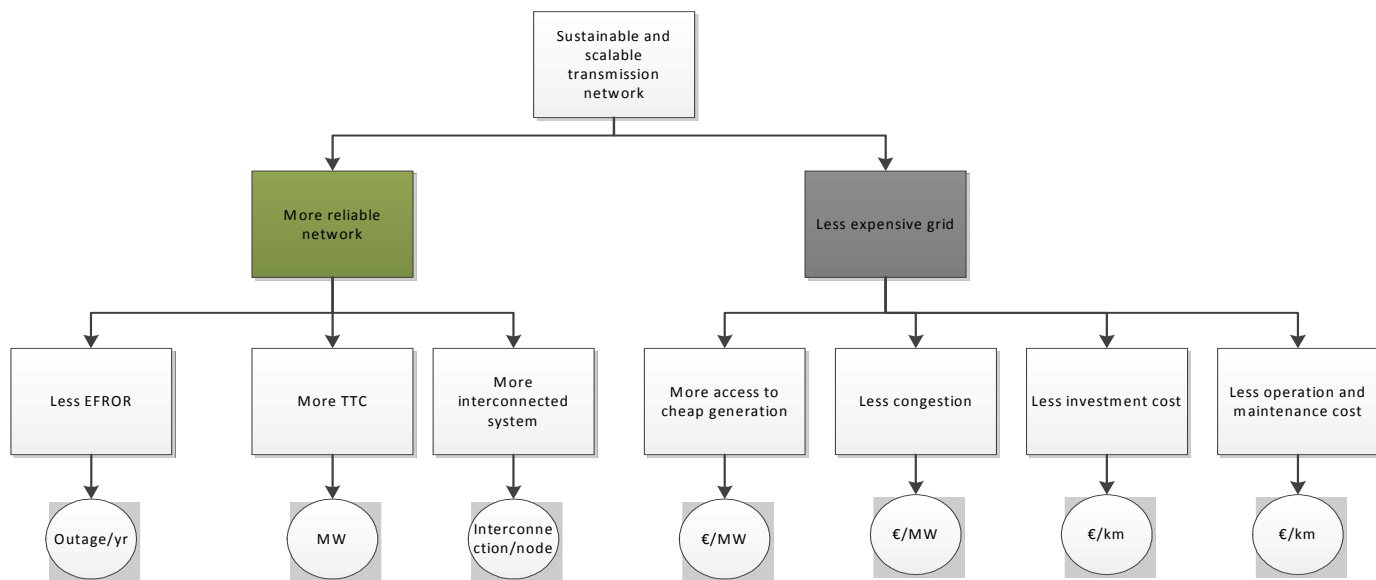 Sustainable and
scalable
transmission
network
More reliable
network
Less expensive grid
Less EFROR
More TTC
More
interconnected
system
More access to
cheap generation
Less congestion
Less investment cost
Less operation and
maintenance cost
Outage/yr
MW
Interconne
ction/node
€/MW
€/MW
€/km
€/km